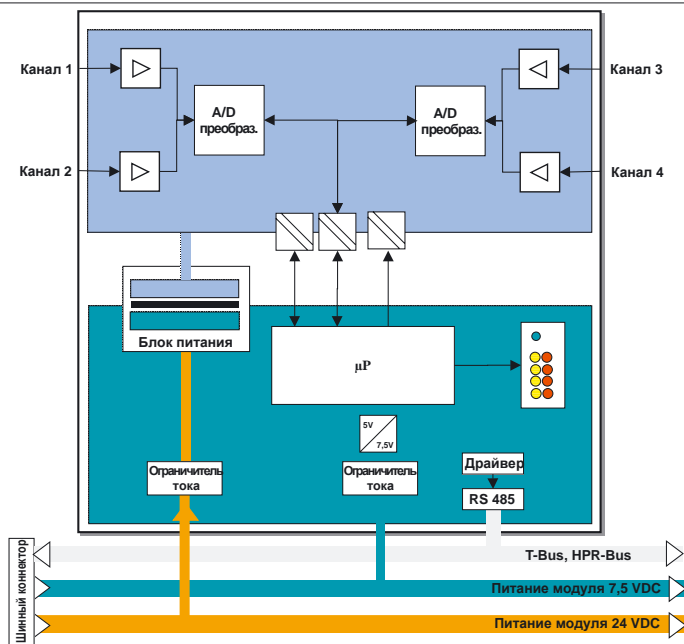 Канал 1
Канал 3
A/D
преобраз.
A/D
преобраз.
Канал 2
Канал 4
Блок питания
µP
5V
7,5V
Ограничитель
тока
Ограничитель
тока
Драйвер
RS 485
Шинный коннектор
T-Bus, HPR-Bus
Питание модуля 7,5 VDC
Питание модуля 24 VDC